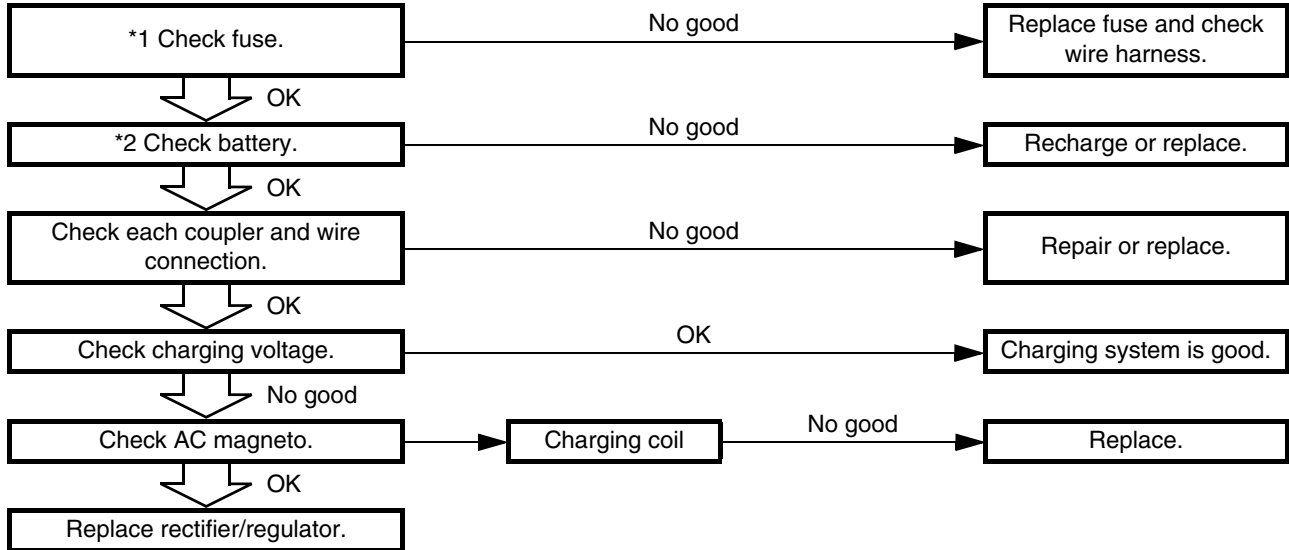 *1 Check fuse.
No good
Replace fuse and check
wire harness.
OK
*2 Check battery.
No good
Recharge or replace.
OK
Check each coupler and wire
connection.
No good
Repair or replace.
OK
Check charging voltage.
OK
Charging system is good.
No good
Check AC magneto.
Charging coil
No good
Replace.
OK
Replace rectifier/regulator.